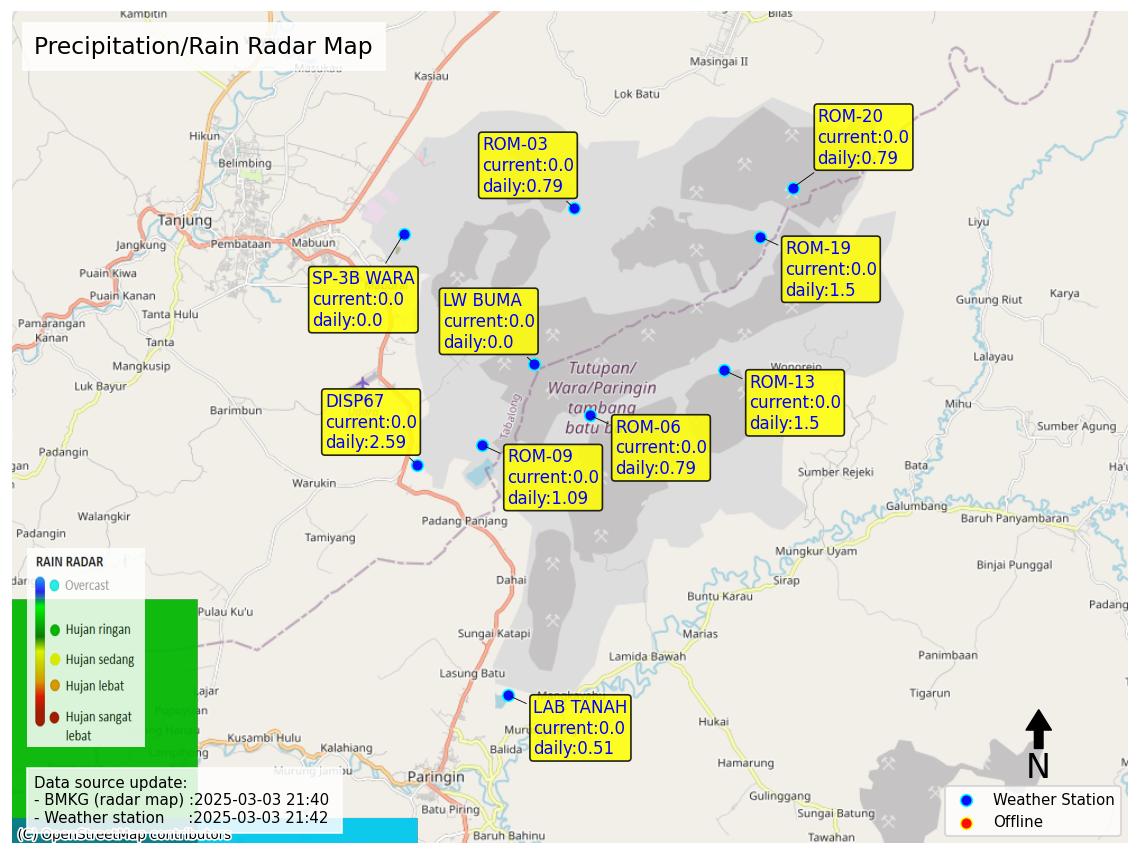 Precipitation/Rain Radar Map
Kambitin
Masukau
Kasiau
Bilas
Masingai II
Lok Batu
Hikun
Belimbing
Tanjung
Jangkung
Pembataan
Mabuun
Puain Kiwa
Puain Kanan
Tanta Hulu
Pamarangan
Kanan
Tanta
Mangkusip
Luk Bayur
Barimbun
Padangin
Warukin
Walangkir
Padangin
Tamiyang
Padang Panjang
Dahai
Pulau Ku'u
Sungai Katapi
Lasung Batu
Kusambi Hulu
Kalahiang
Murung Jambu
Paringin
Balida
Batu Piring
Baruh Bahinu
Liyu
Gunung Riut
Karya
Lalayau
Wonorejo
Mihu
Sumber Agung
Sumber Rejeki
Bata
Galumbang
Baruh Panyambaran
Mungkur Uyam
Binjai Punggal
Sirap
Buntu Karau
Marias
Lamida Bawah
Panimbaan
Tigarun
Hukai
Hamarung
Gulinggang
Sungai Batung
Tawahan
Tabalong
Tutupan/
Wara/Paringin
tambang
batu b
ROM-03
current:0.0
daily:0.79
ROM-20
current:0.0
daily:0.79
ROM-19
current:0.0
daily:1.5
SP-3B WARA
current:0.0
daily:0.0
LW BUMA
current:0.0
daily:0.0
ROM-13
current:0.0
daily:1.5
DISP67
current:0.0
daily:2.59
ROM-06
current:0.0
daily:0.79
ROM-09
current:0.0
daily:1.09
LAB TANAH
current:0.0
daily:0.51
RAIN RADAR
Overcast
Hujan ringan
Hujan sedang
Hujan lebat
Hujan sangat
lebat
Data source update:
- BMKG (radar map) :2025-03-03 21:40
- Weather station :2025-03-03 21:42
(C) OpenStreetMap contributors
N
Weather Station
Offline